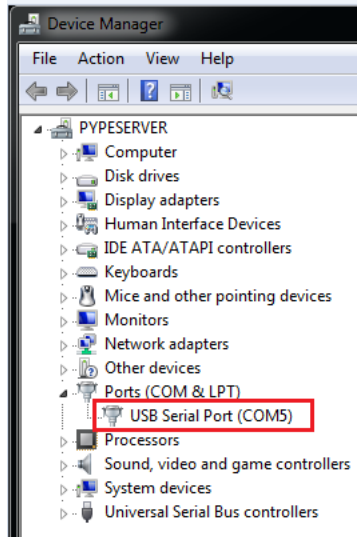 Device Manager
File Action View Help
PYPESERVER
Computer
Disk drives
Display adapters
Human Interface Devices
IDE ATA/ATAPI controllers
Keyboards
Mice and other pointing devices
Monitors
Network adapters
Other devices
Ports (COM & LPT)
USB Serial Port (COM5)
Processors
Sound, video and game controllers
System devices
Universal Serial Bus controllers